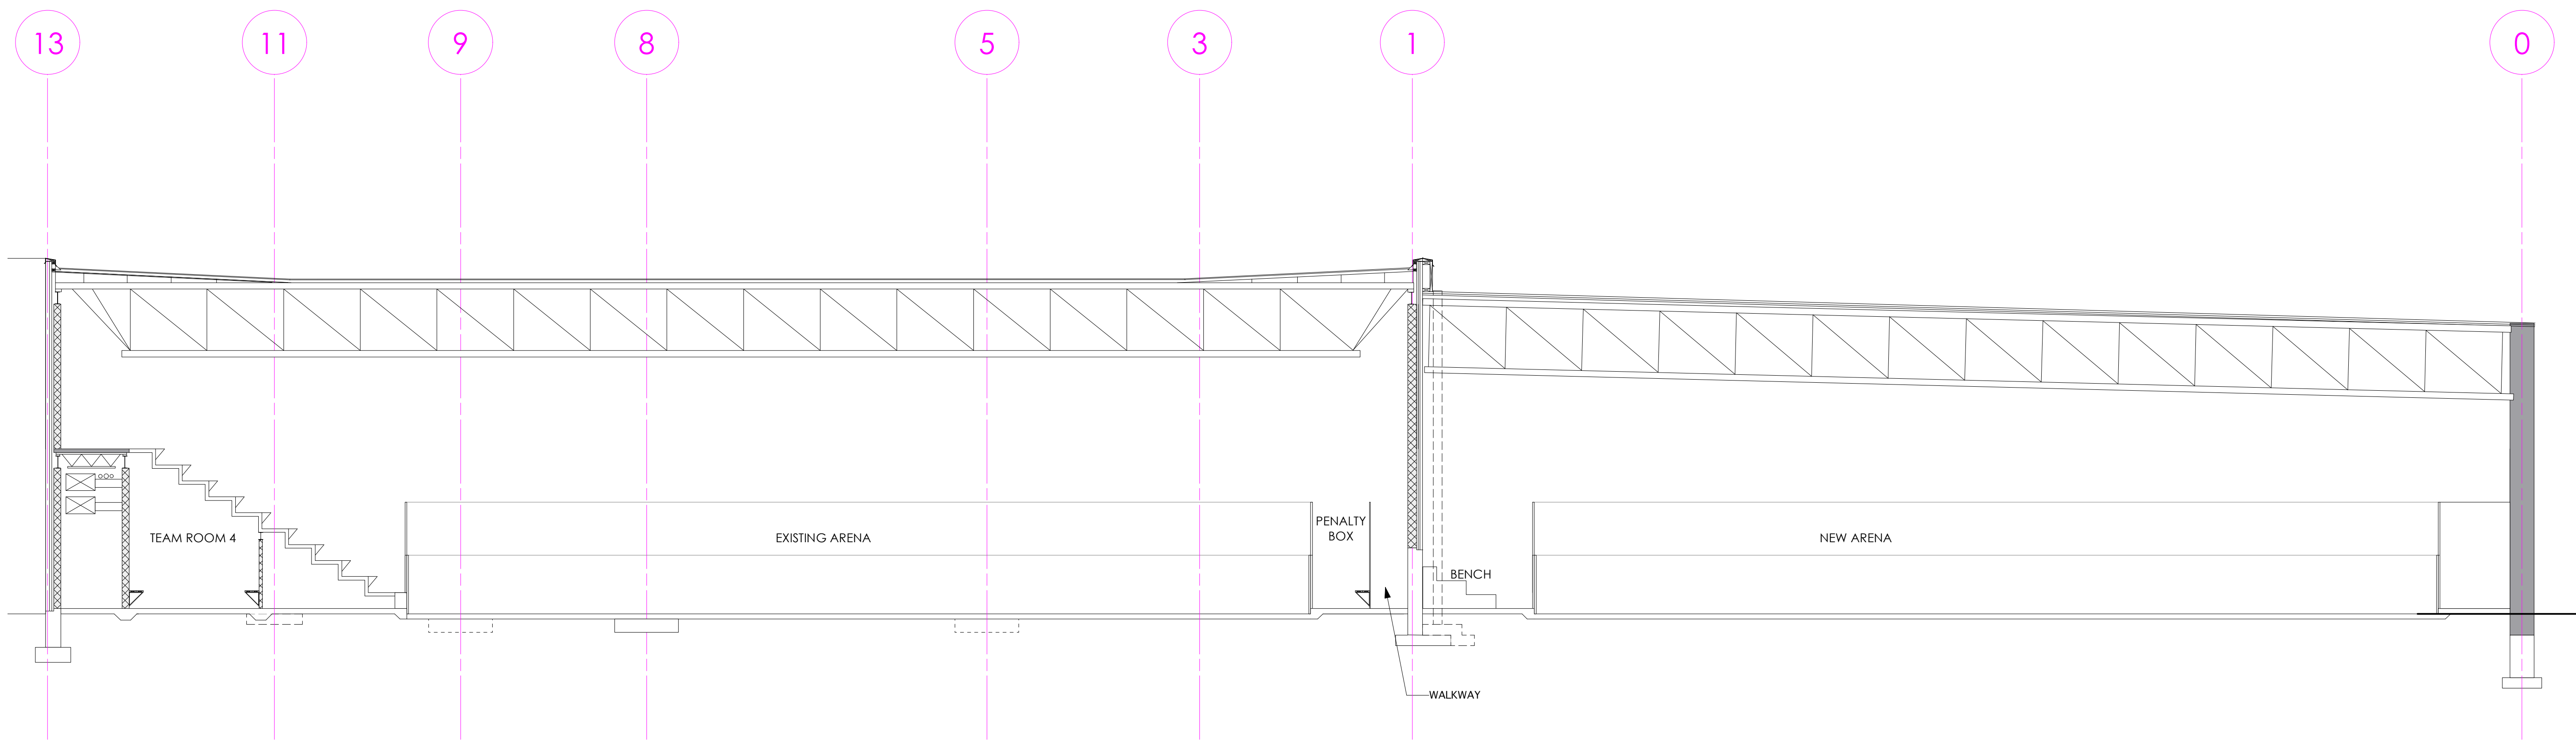 13
11
9
8
5
3
1
0
TEAM ROOM 4
EXISTING ARENA
PENALTY
BOX
BENCH
NEW ARENA
WALKWAY